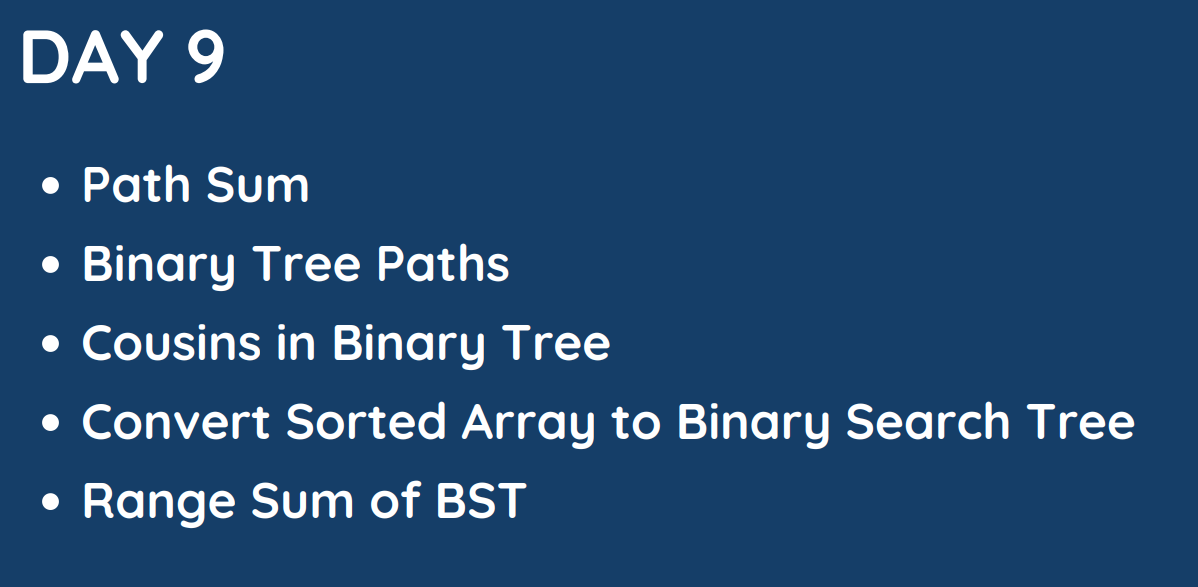 DAY 9
• Path Sum
• Binary Tree Paths
• Cousins in Binary Tree
• Convert Sorted Array to Binary Search Tree
• Range Sum of BST